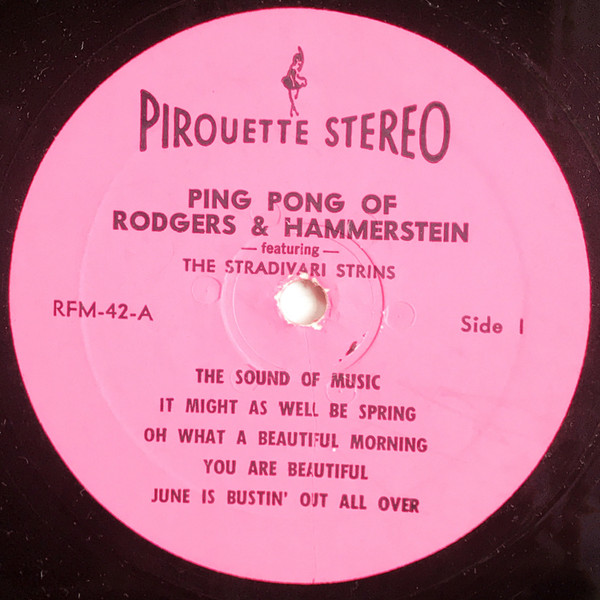 PIROUETTE STEREO
PING PONG OF
RODGERS & HAMMERSTEIN
— featuring —
THE STRADIVARI STRINS
RFM-42-A
Side 1
THE SOUND OF MUSIC
IT MIGHT AS WELL BE SPRING
OH WHAT A BEAUTIFUL MORNING
YOU ARE BEAUTIFUL
JUNE IS BUSTIN' OUT ALL OVER